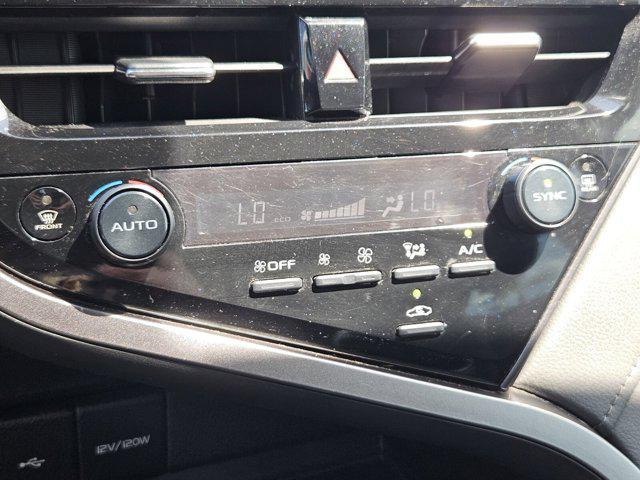 FRONT
AUTO
LO ECO LO
SYNC
OFF
A/C
12V/120W